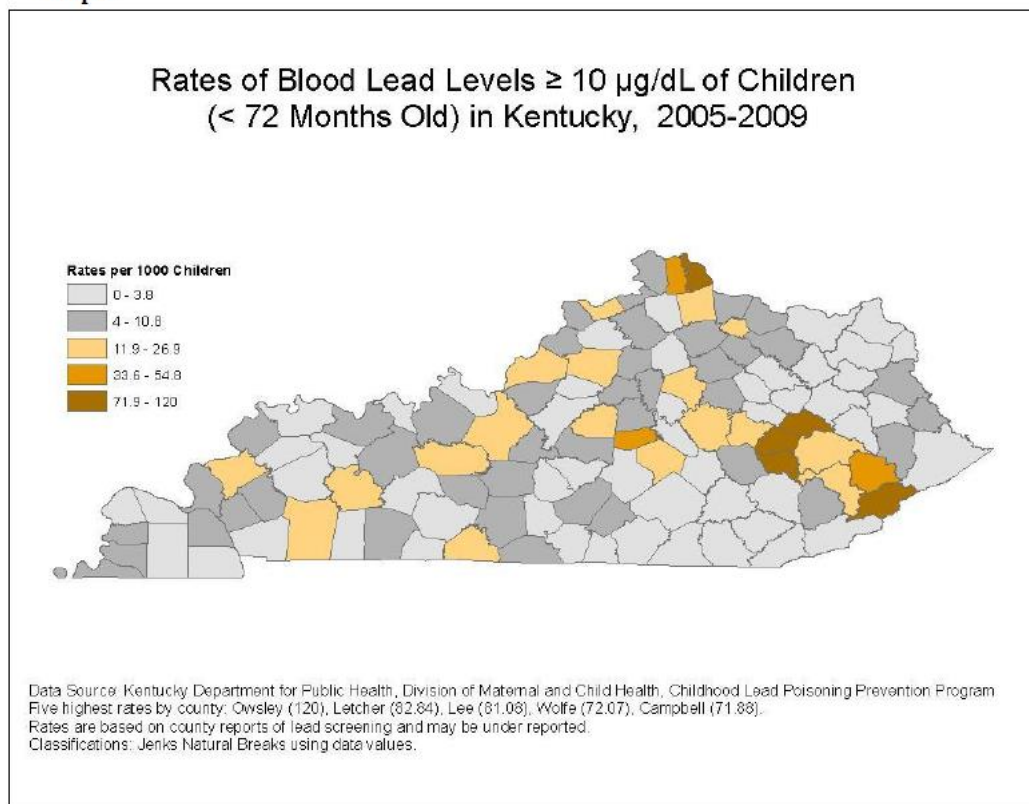 Rates of Blood Lead Levels ≥ 10 µg/dL of Children
(< 72 Months Old) in Kentucky, 2005-2009
Rates per 1000 Children
0 - 3.8
4 - 10.8
11.9 - 26.9
33.6 - 54.8
71.9 - 120
Data Source: Kentucky Department for Public Health, Division of Maternal and Child Health, Childhood Lead Poisoning Prevention Program
Five highest rates by county: Owsley (120), Letcher (82.84), Lee (81.08), Wolfe (72.07), Campbell (71.88).
Rates are based on county reports of lead screening and may be under reported.
Classifications: Jenks Natural Breaks using data values.